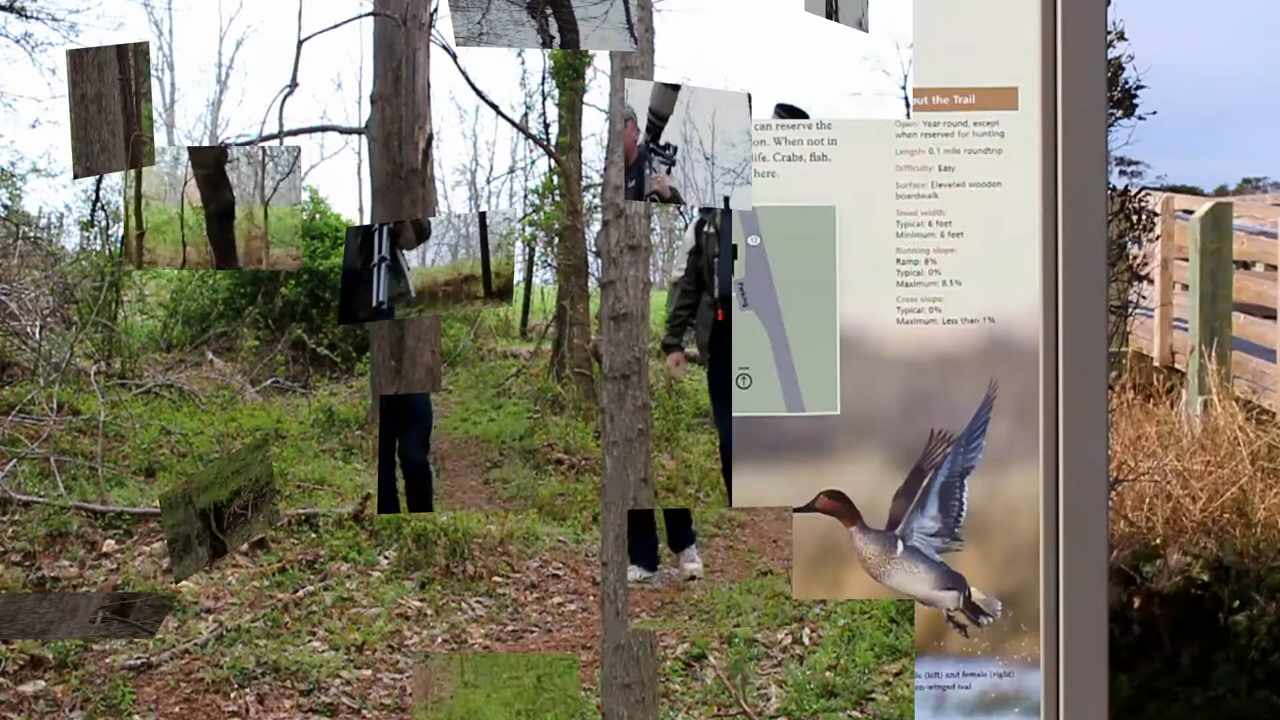 can reserve the
on. When not in
life. Crabs, fish,
here.
12
Parking
out the Trail
Open: Year-round, except
when reserved for hunting
Length: 0.1 mile roundtrip
Difficulty: Easy
Surface: Elevated wooden
boardwalk
Tread width:
Typical: 6 feet
Minimum: 6 feet
Running slope:
Ramp: 8%
Typical: 0%
Maximum: 8.5%
Cross slope:
Typical: 0%
Maximum: Less than 1%
(left) and female (right)
en-winged teal